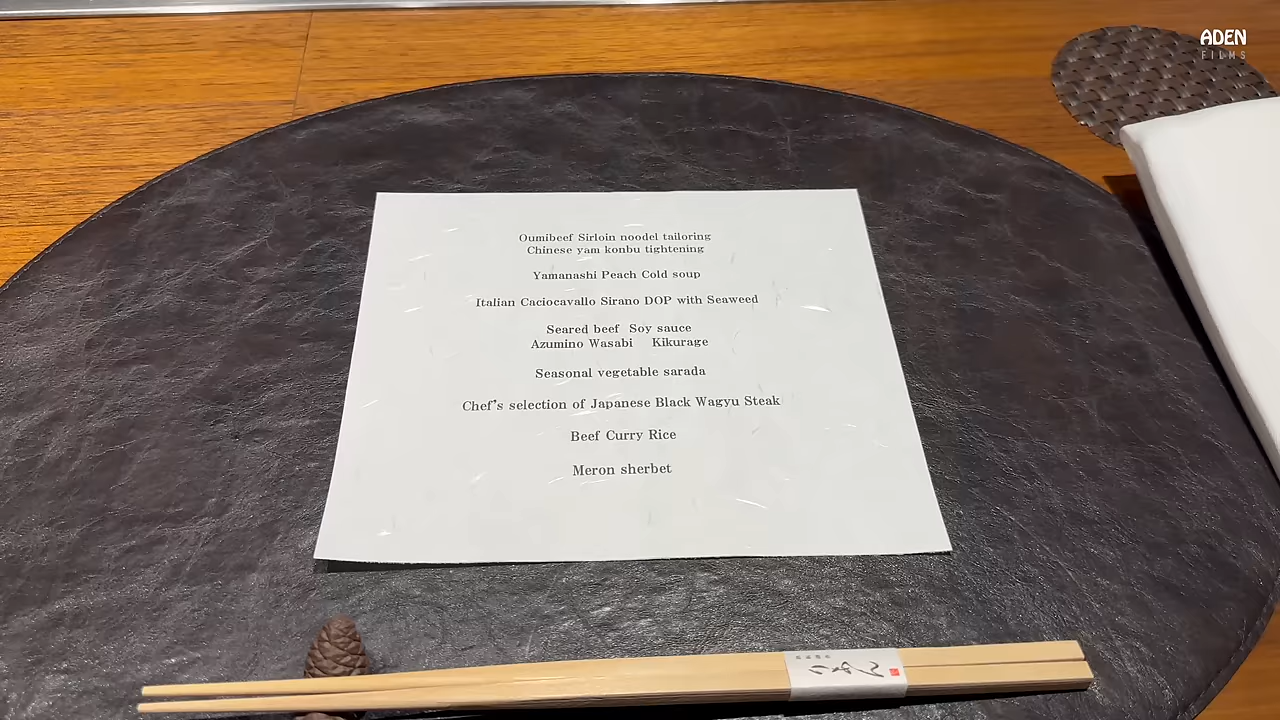 ADEN
FILMS
Oumibeef Sirloin noodel tailoring
Chinese yam konbu tightening
Yamanashi Peach Cold soup
Italian Caciocavallo Sirano DOP with Seaweed
Seared beef Soy sauce
Azumino Wasabi Kikurage
Seasonal vegetable sarada
Chef's selection of Japanese Black Wagyu Steak
Beef Curry Rice
Meron sherbet